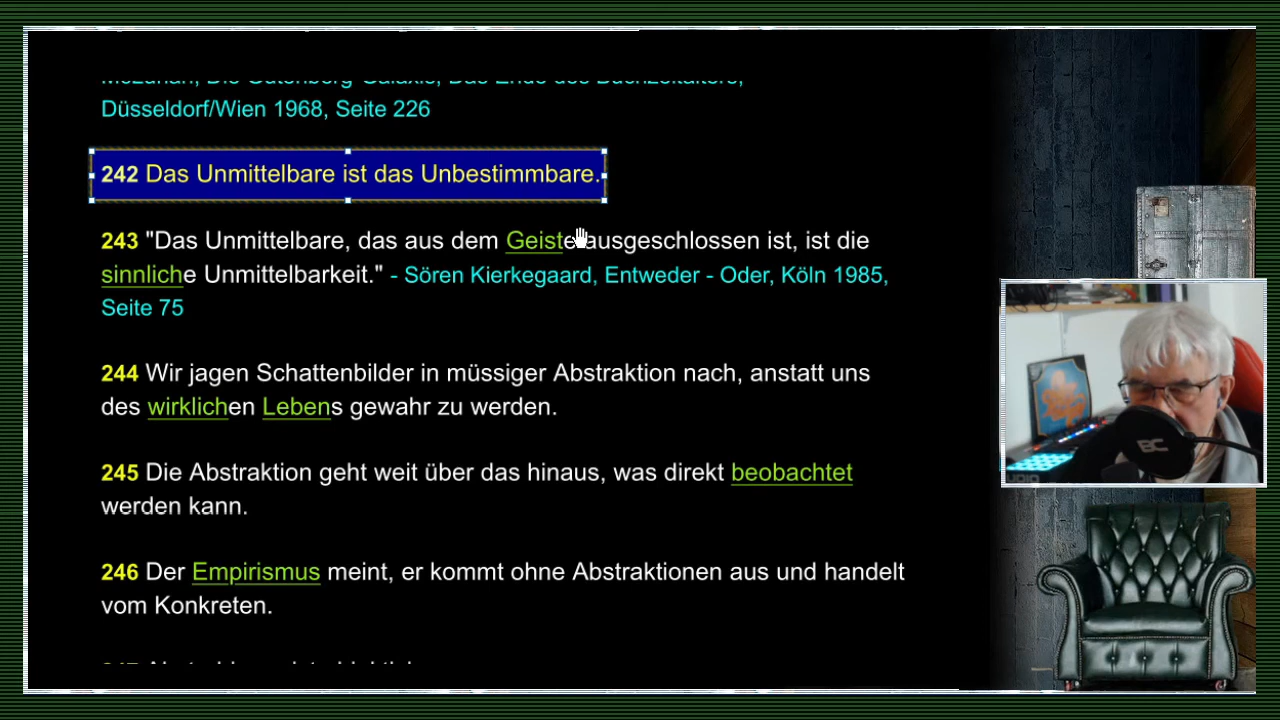 Düsseldorf/Wien 1968, Seite 226
242 Das Unmittelbare ist das Unbestimmbare.
243 "Das Unmittelbare, das aus dem Geiste ausgeschlossen ist, ist die
sinnliche Unmittelbarkeit." - Sören Kierkegaard, Entweder - Oder, Köln 1985,
Seite 75
244 Wir jagen Schattenbilder in müssiger Abstraktion nach, anstatt uns
des wirklichen Lebens gewahr zu werden.
245 Die Abstraktion geht weit über das hinaus, was direkt beobachtet
werden kann.
246 Der Empirismus meint, er kommt ohne Abstraktionen aus und handelt
vom Konkreten.